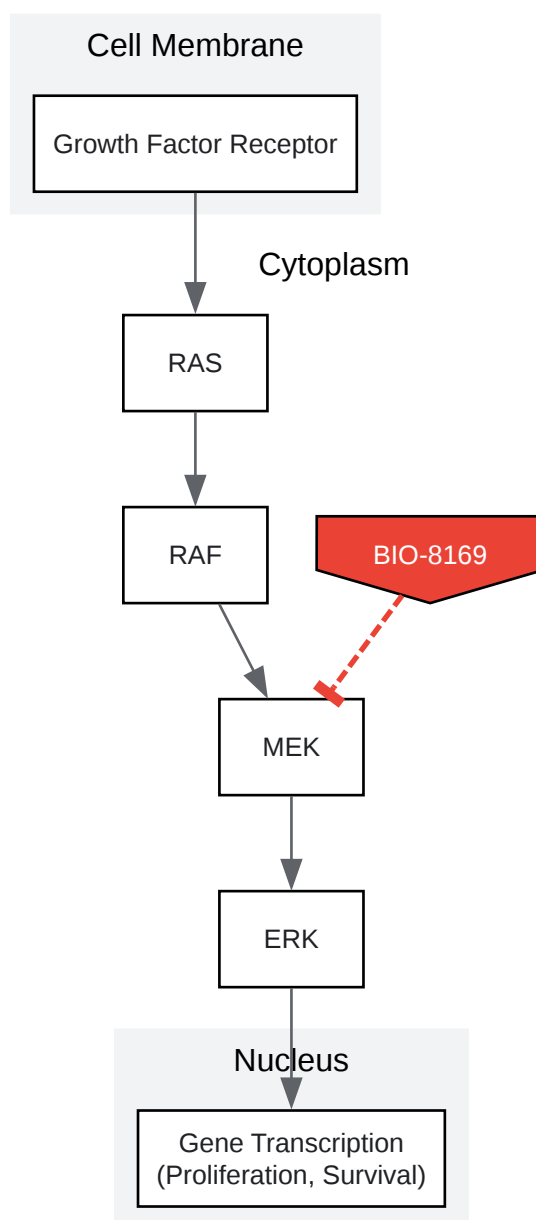 Cell Membrane
Growth Factor Receptor
Cytoplasm
RAS
RAF
BIO-8169
MEK
ERK
Nucleus
Gene Transcription
(Proliferation, Survival)